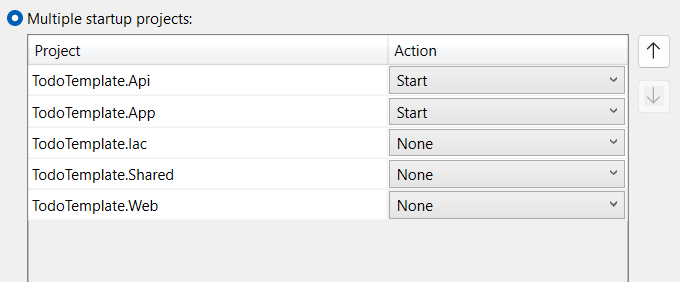 Multiple startup projects:
Project Action
TodoTemplate.Api Start
TodoTemplate.App Start
TodoTemplate.Iac None
TodoTemplate.Shared None
TodoTemplate.Web None